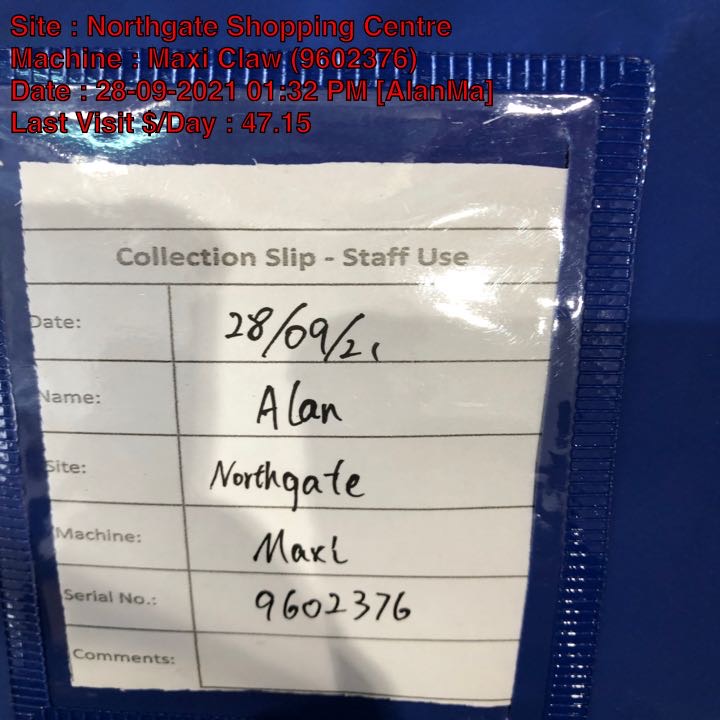 Site : Northgate Shopping Centre
Machine : Maxi Claw (9602376)
Date : 28-09-2021 01:32 PM [AlanMa]
Last Visit $/Day : 47.15
Collection Slip - Staff Use
Date: 28/09/21
Name: Alan
Site: Northgate
Machine: Maxi
Serial No.: 9602376
Comments: